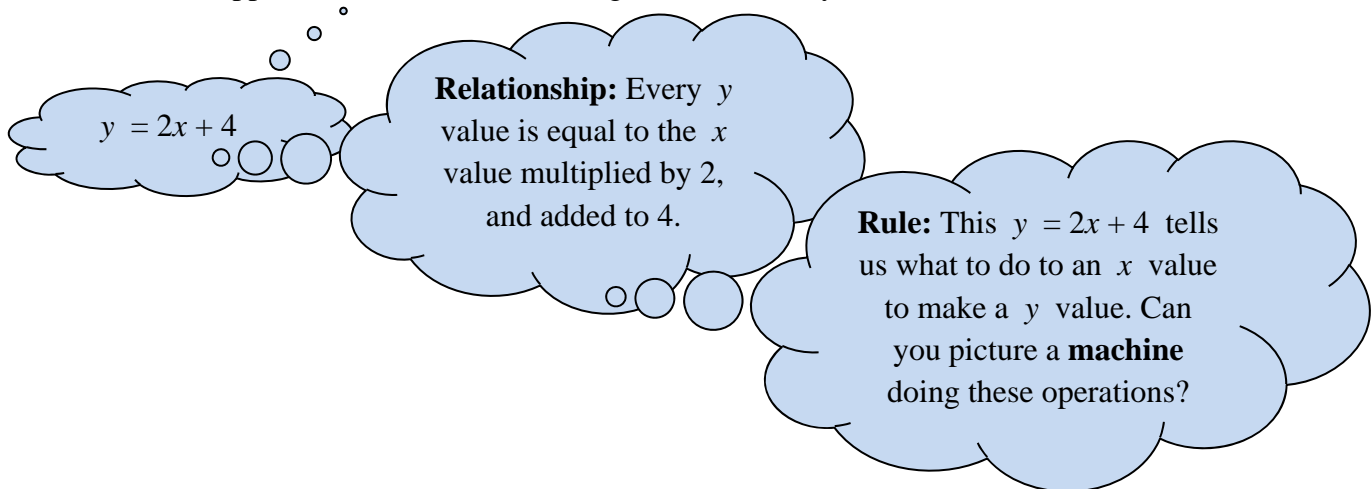 y = 2x + 4
Relationship: Every y
value is equal to the x
value multiplied by 2,
and added to 4.
Rule: This y = 2x + 4 tells
us what to do to an x value
to make a y value. Can
you picture a machine
doing these operations?